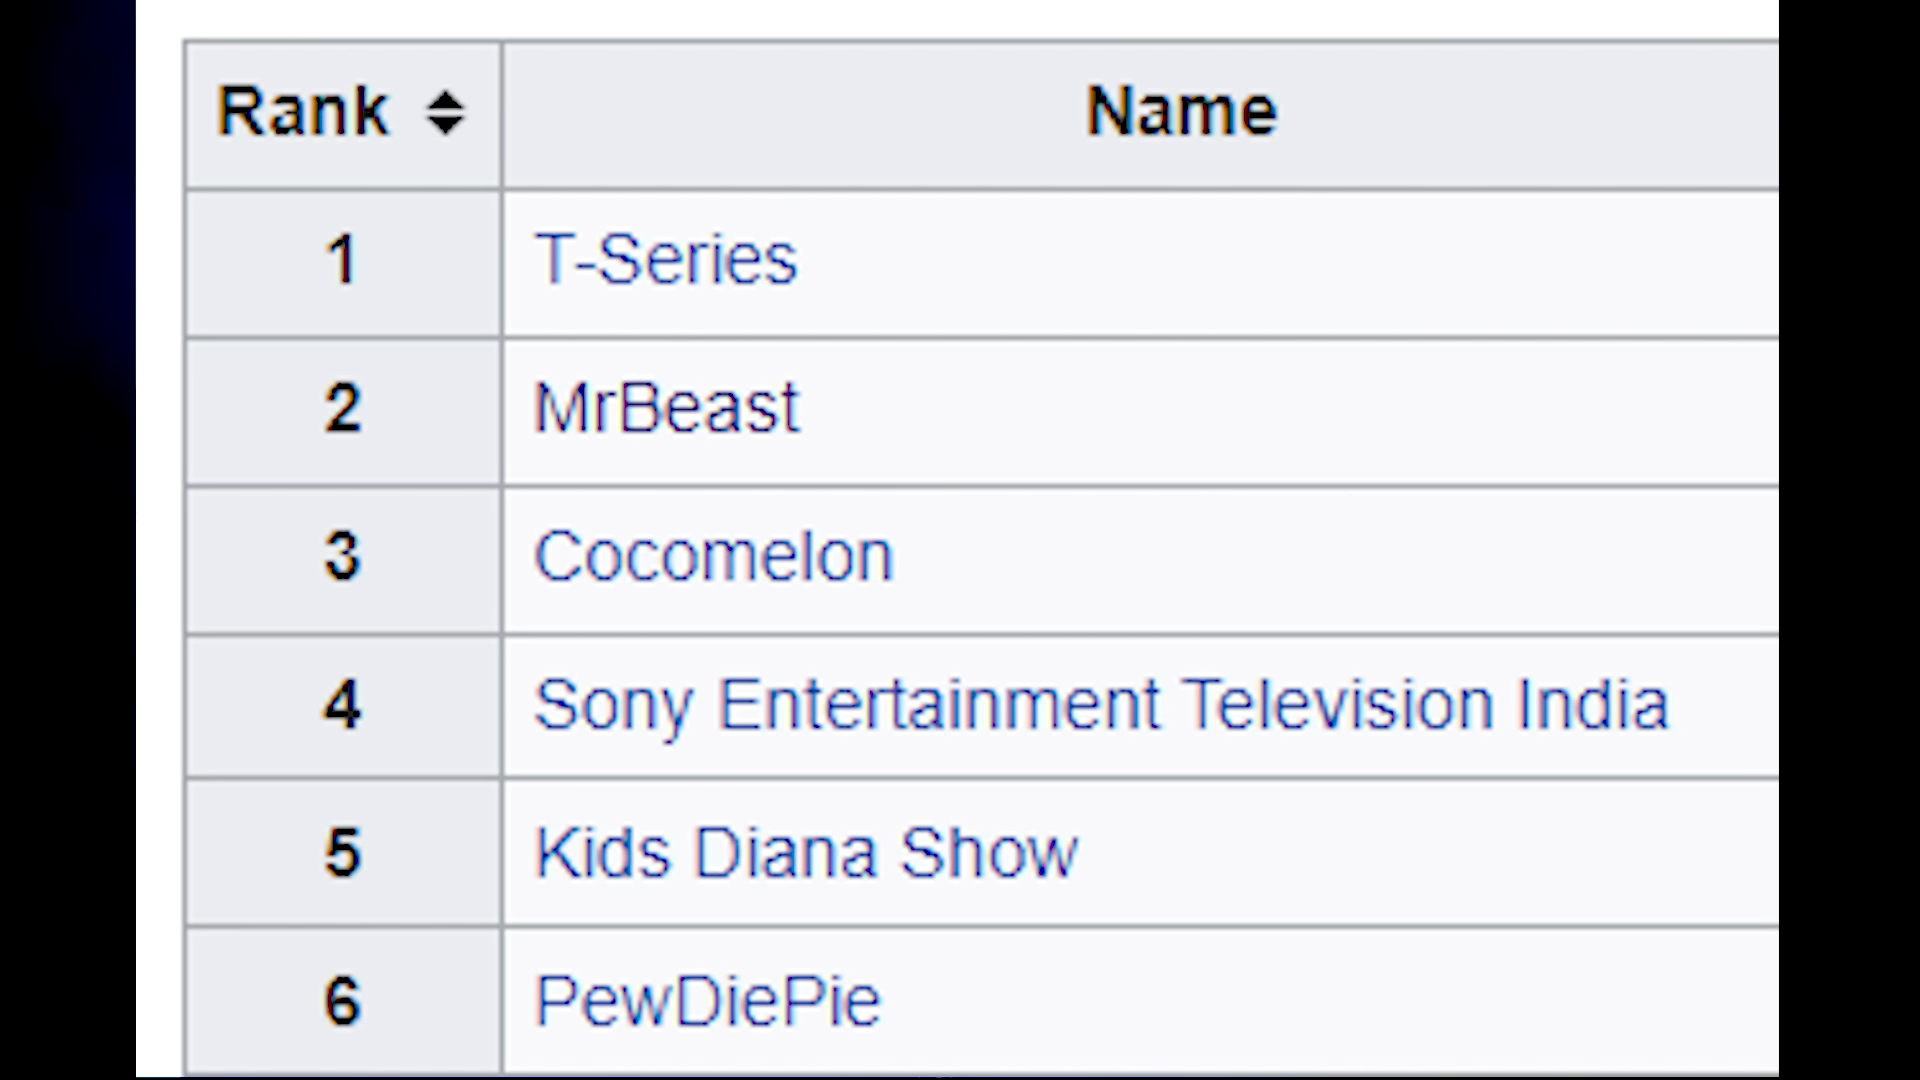 Rank Name
1 T-Series
2 MrBeast
3 Cocomelon
4 Sony Entertainment Television India
5 Kids Diana Show
6 PewDiePie